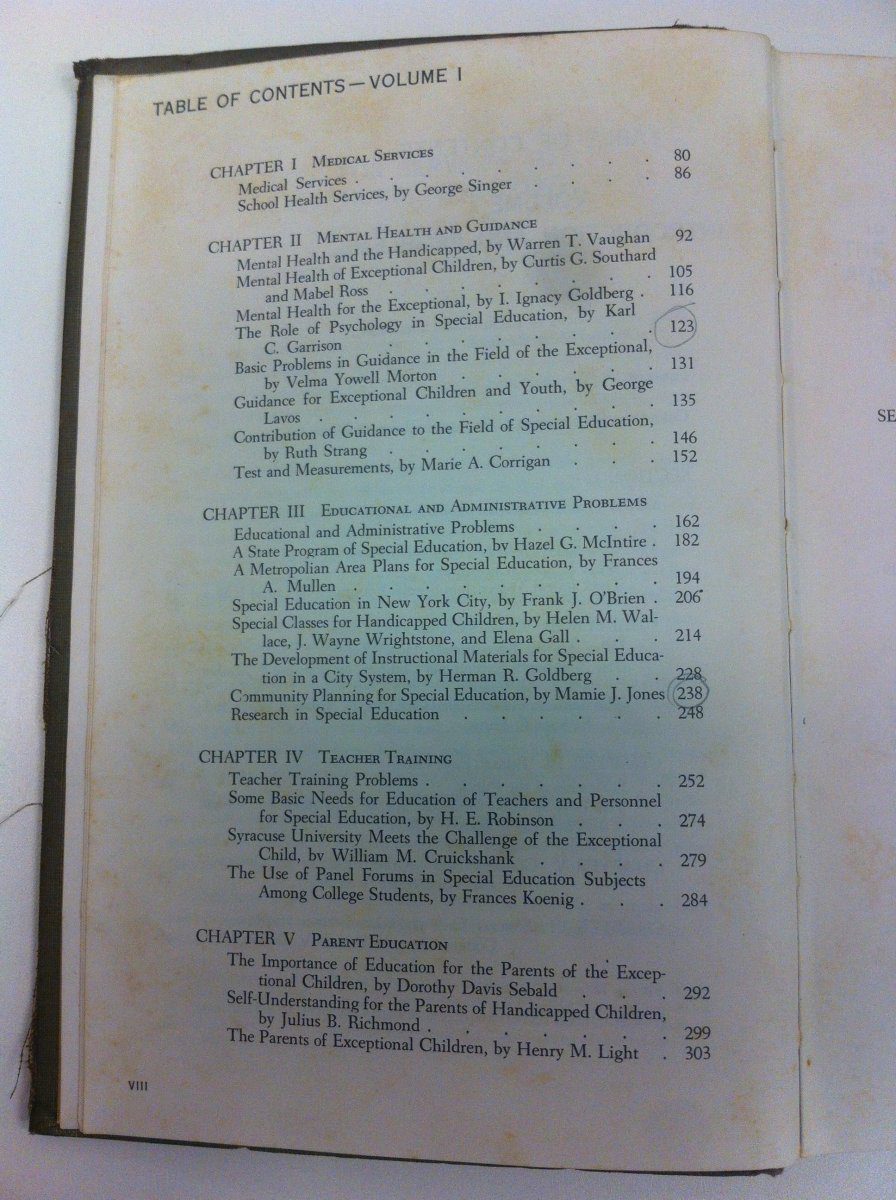 TABLE OF CONTENTS—VOLUME I
CHAPTER I MEDICAL SERVICES
Medical Services . . . . . . . . . 80
School Health Services, by George Singer . . . . 86
CHAPTER II MENTAL HEALTH AND GUIDANCE
Mental Health and the Handicapped, by Warren T. Vaughan 92
Mental Health of Exceptional Children, by Curtis G. Southard
and Mabel Ross . . . . . . . . 105
Mental Health for the Exceptional, by I. Ignacy Goldberg . 116
The Role of Psychology in Special Education, by Karl
C. Garrison . . . . . . . . 123
Basic Problems in Guidance in the Field of the Exceptional,
by Velma Yowell Morton . . . . . . 131
Guidance for Exceptional Children and Youth, by George
Lavos . . . . . . . . . . 135
Contribution of Guidance to the Field of Special Education,
by Ruth Strang . . . . . . . . 146
Test and Measurements, by Marie A. Corrigan . . . 152
CHAPTER III EDUCATIONAL AND ADMINISTRATIVE PROBLEMS
Educational and Administrative Problems . . . . 162
A State Program of Special Education, by Hazel G. McIntire . 182
A Metropolian Area Plans for Special Education, by Frances
A. Mullen . . . . . . . . . 194
Special Education in New York City, by Frank J. O'Brien . 206
Special Classes for Handicapped Children, by Helen M. Wal-
lace, J. Wayne Wrightstone, and Elena Gall . . . 214
The Development of Instructional Materials for Special Educa-
tion in a City System, by Herman R. Goldberg . . 228
Community Planning for Special Education, by Mamie J. Jones 238
Research in Special Education . . . . . . 248
CHAPTER IV TEACHER TRAINING
Teacher Training Problems . . . . . . . 252
Some Basic Needs for Education of Teachers and Personnel
for Special Education, by H. E. Robinson . . . 274
Syracuse University Meets the Challenge of the Exceptional
Child, by William M. Cruickshank . . . . 279
The Use of Panel Forums in Special Education Subjects
Among College Students, by Frances Koenig . . . 284
CHAPTER V PARENT EDUCATION
The Importance of Education for the Parents of the Excep-
tional Children, by Dorothy Davis Sebald . . . 292
Self-Understanding for the Parents of Handicapped Children,
by Julius B. Richmond . . . . . . . 299
The Parents of Exceptional Children, by Henry M. Light . 303
VIII
SE